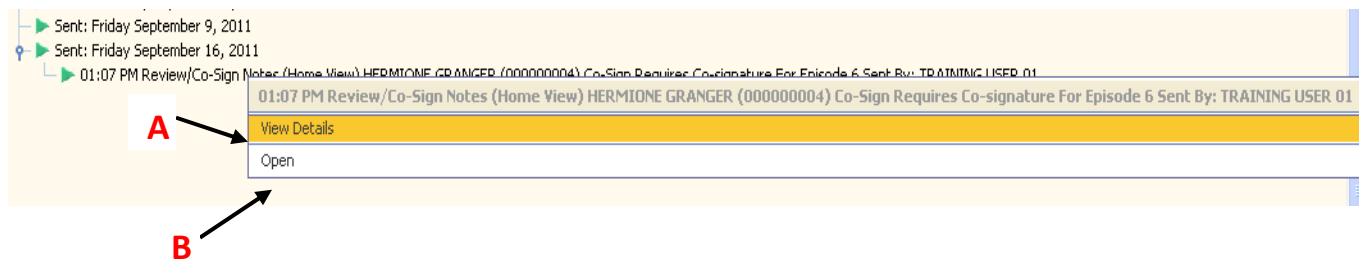 Sent: Friday September 9, 2011
Sent: Friday September 16, 2011
01:07 PM Review/Co-Sign Notes (Home View) HERMIONE GRANGER (000000004) Co-Sign Requires Co-signature For Episode 6 Sent By: TRAINING USER 01
01:07 PM Review/Co-Sign Notes (Home View) HERMIONE GRANGER (000000004) Co-Sign Requires Co-signature For Episode 6 Sent By: TRAINING USER 01
A
View Details
Open
B